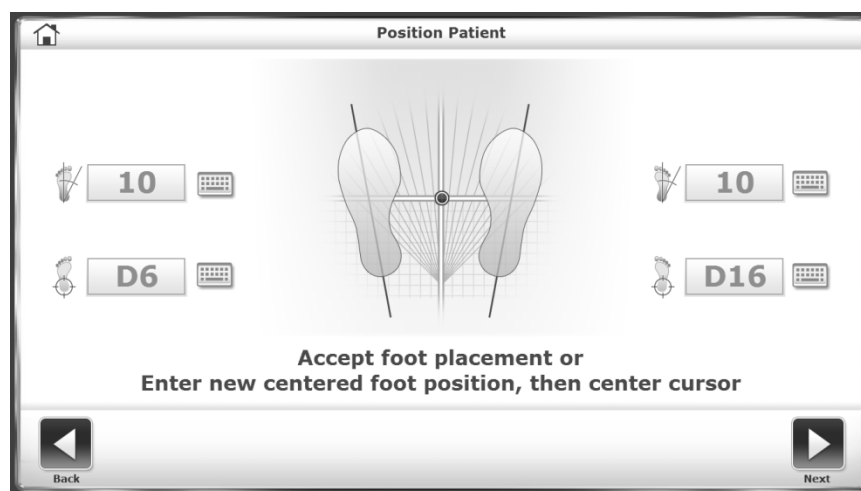 Position Patient
10
10
D6
D16
Accept foot placement or
Enter new centered foot position, then center cursor
Back
Next